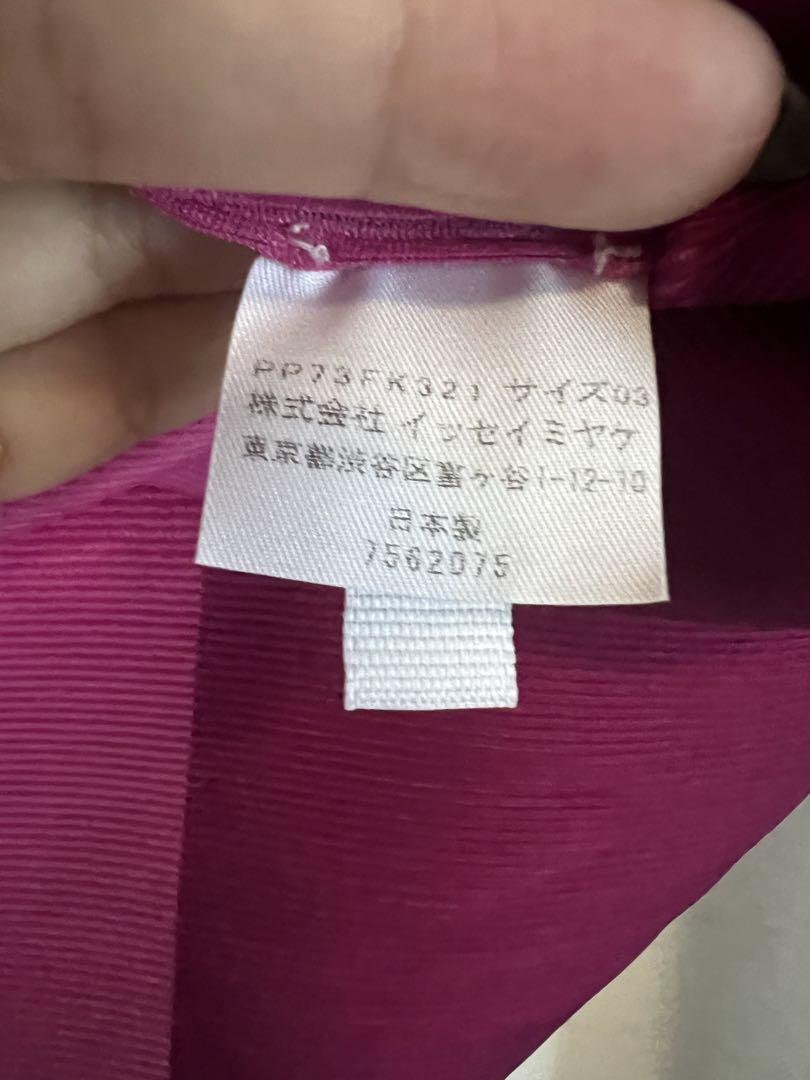 PP73FK321 サイズ03
株式会社 イッセイミヤケ
東京都渋谷区富ヶ谷1-12-10
日本製
7562075